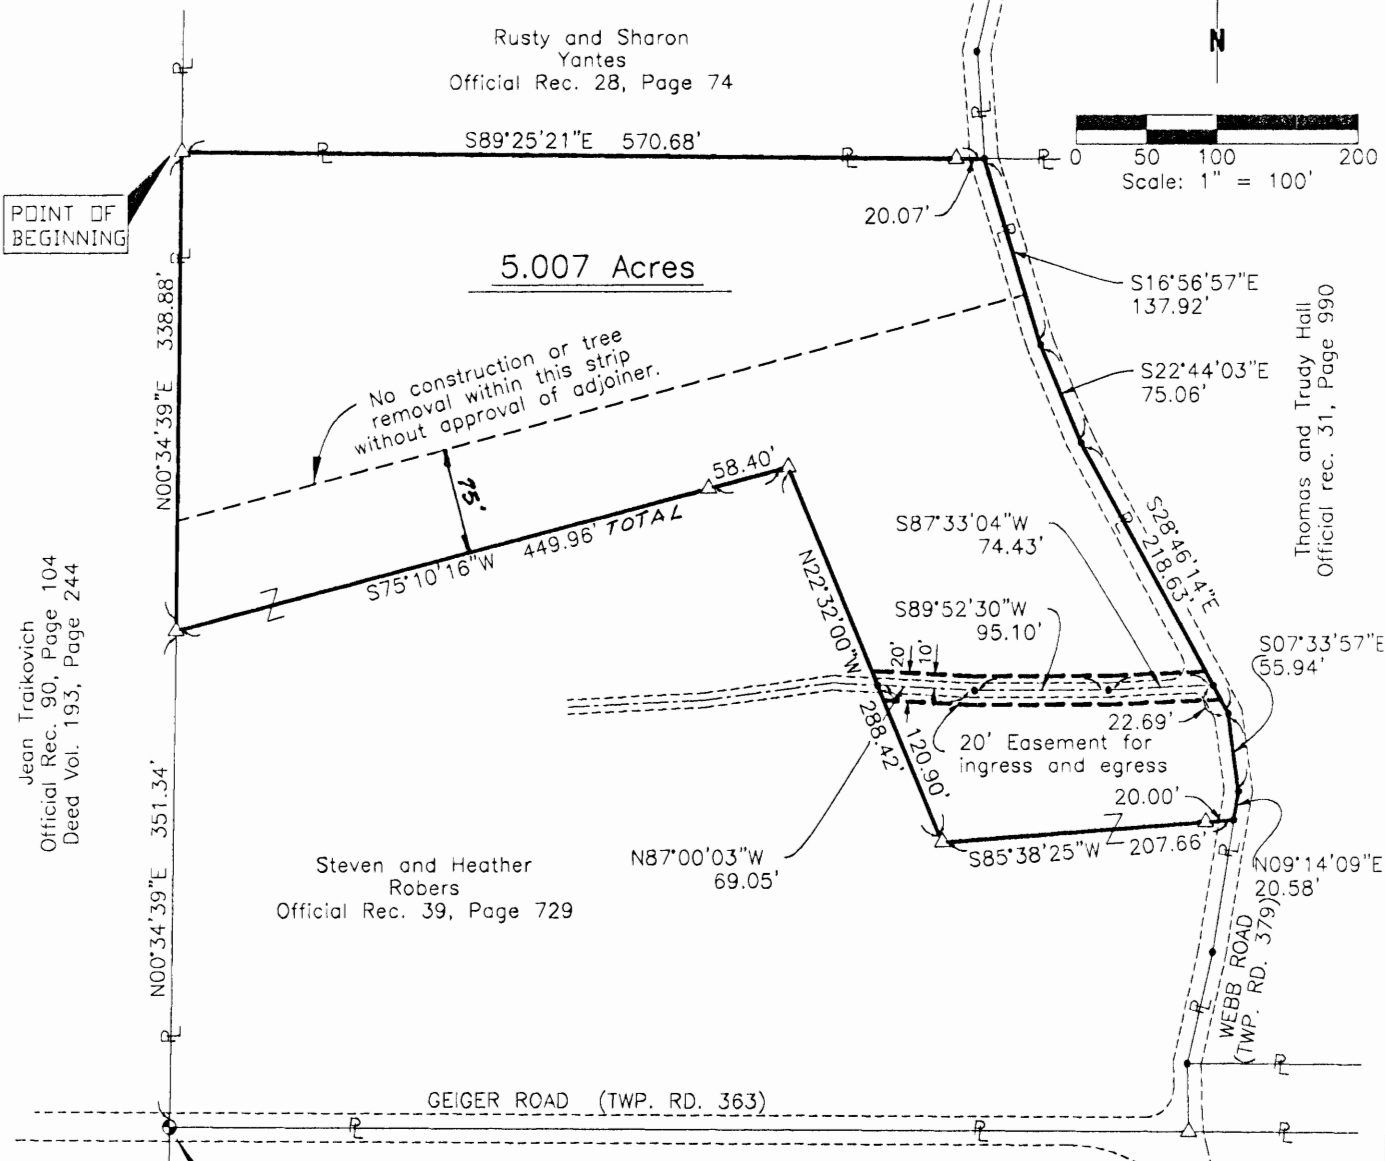 Rusty and Sharon
Yantes
Official Rec. 28, Page 74
N
0 50 100 200
Scale: 1" = 100'
S89°25'21"E 570.68'
20.07'
POINT OF
BEGINNING
5.007 Acres
S16°56'57"E
137.92'
S22°44'03"E
75.06'
Thomas and Trudy Hall
Official rec. 31, Page 990
N00°34'39"E 338.88'
No construction or tree
removal within this strip
without approval of adjoiner.
75'
58.40'
S75°10'16"W 449.96' TOTAL
S87°33'04"W
74.43'
S28°46'14"E
218.63'
N22°32'00"W
288.42'
S89°52'30"W
95.10'
20'
10'
S07°33'57"E
55.94'
22.69'
120.90'
20' Easement for
ingress and egress
20.00'
S85°38'25"W 207.66'
N87°00'03"W
69.05'
N09°14'09"E
20.58'
Jean Traikovich
Official Rec. 90, Page 104
Deed Vol. 193, Page 244
N00°34'39"E 351.34'
Steven and Heather
Robers
Official Rec. 39, Page 729
WEBB ROAD
(TWP. RD. 379)
GEIGER ROAD (TWP. RD. 363)